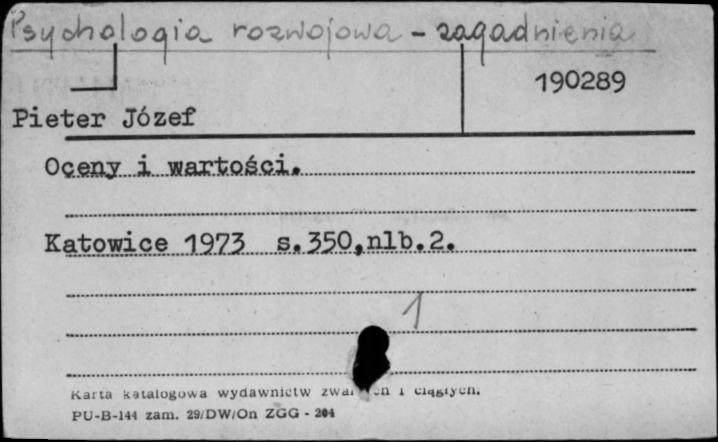 Psychologia rozwojowa - zagadnienia
190289
Pieter Józef
Oceny i wartości.
Katowice 1973 s.350,nlb.2.
1
Karta katalogowa wydawnictw i ciągłych.
PU-B-144 zam. 29/DW/On ZGG - 204